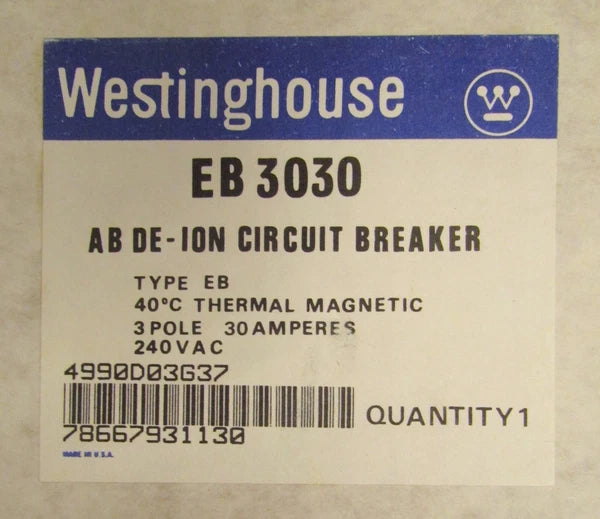 Westinghouse
EB 3030
AB DE-ION CIRCUIT BREAKER
TYPE EB
40°C THERMAL MAGNETIC
3 POLE 30 AMPERES
240 VAC
4990D03G37
QUANTITY 1
78667931130
MADE IN U.S.A.